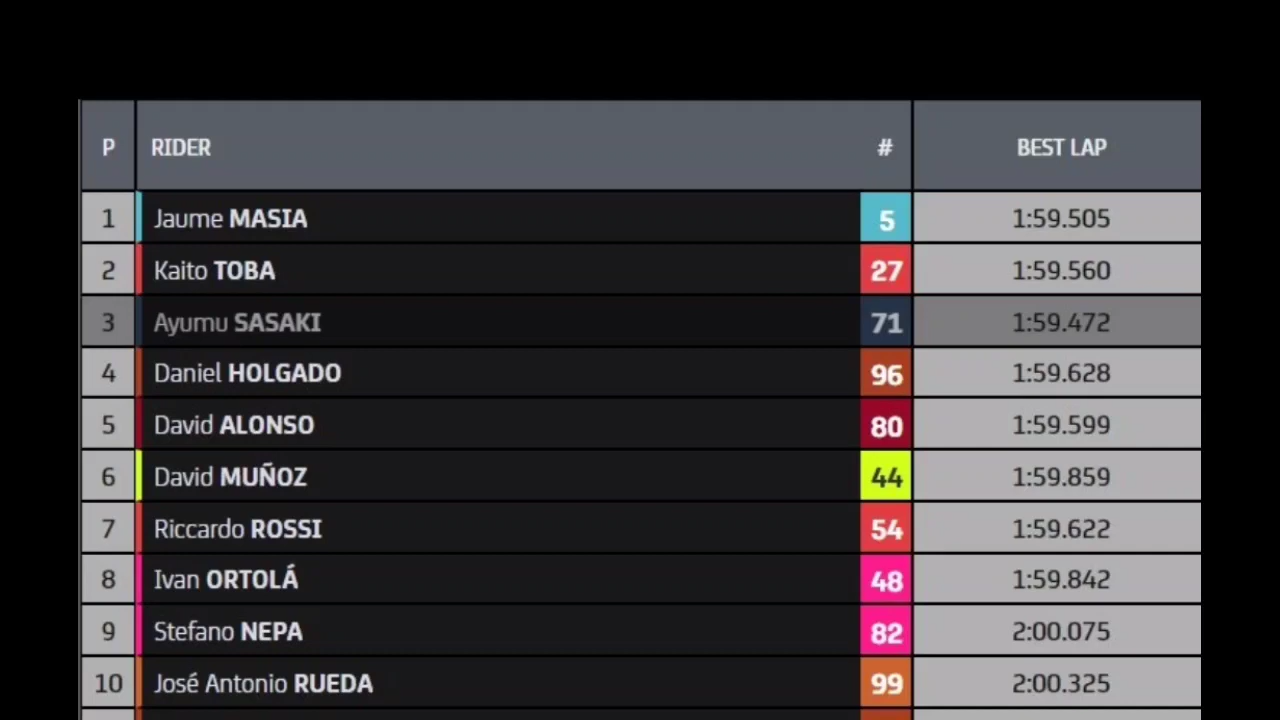 P RIDER # BEST LAP
1 Jaume MASIA 5 1:59.505
2 Kaito TOBA 27 1:59.560
3 Ayumu SASAKI 71 1:59.472
4 Daniel HOLGADO 96 1:59.628
5 David ALONSO 80 1:59.599
6 David MUÑOZ 44 1:59.859
7 Riccardo ROSSI 54 1:59.622
8 Ivan ORTOLÁ 48 1:59.842
9 Stefano NEPA 82 2:00.075
10 José Antonio RUEDA 99 2:00.325